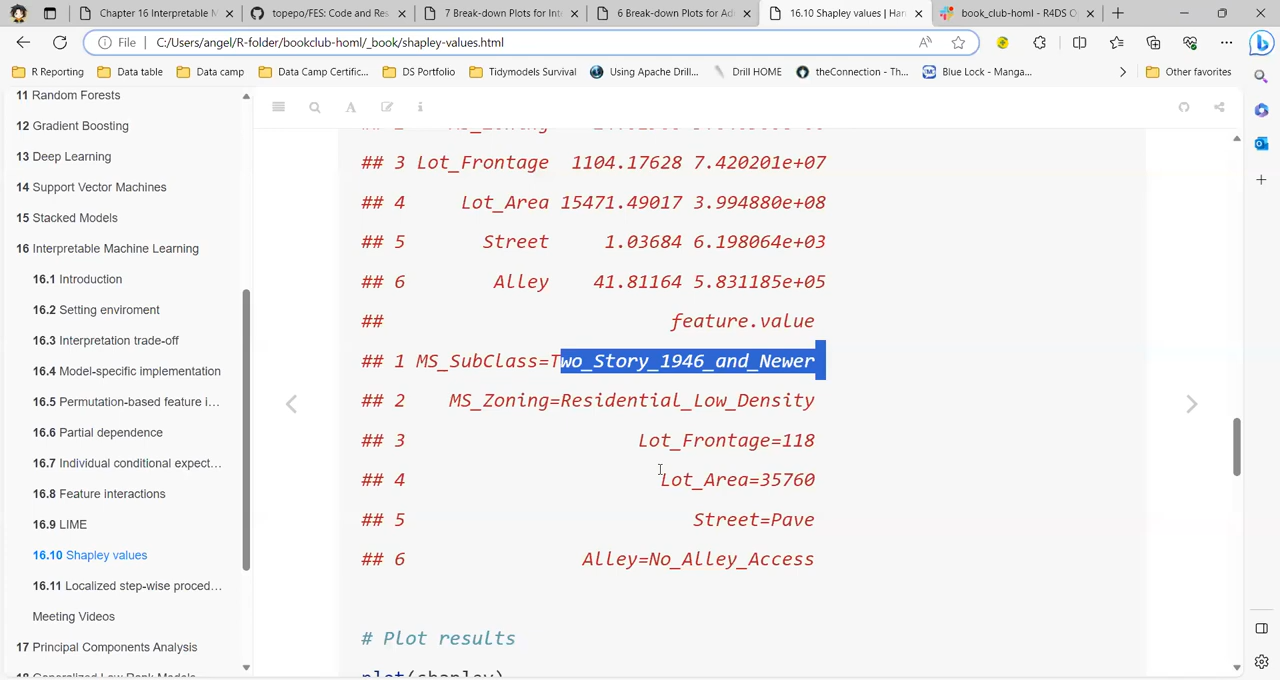 Chapter 16 Interpretable M
topepo/FES: Code and Res
7 Break-down Plots for Int
6 Break-down Plots for Ad
16.10 Shapley values | Har
book_club-homl - R4DS O
File C:/Users/angel/R-folder/bookclub-homl/_book/shapley-values.html
R Reporting
Data table
Data camp
Data Camp Certific...
DS Portfolio
Tidymodels Survival
Using Apache Drill...
Drill HOME
theConnection - Th...
Blue Lock - Manga...
Other favorites
11 Random Forests
12 Gradient Boosting
13 Deep Learning
14 Support Vector Machines
15 Stacked Models
16 Interpretable Machine Learning
16.1 Introduction
16.2 Setting enviroment
16.3 Interpretation trade-off
16.4 Model-specific implementation
16.5 Permutation-based feature i...
16.6 Partial dependence
16.7 Individual conditional expect...
16.8 Feature interactions
16.9 LIME
16.10 Shapley values
16.11 Localized step-wise proced...
Meeting Videos
17 Principal Components Analysis
## 3 Lot_Frontage 1104.17628 7.420201e+07
## 4 Lot_Area 15471.49017 3.994880e+08
## 5 Street 1.03684 6.198064e+03
## 6 Alley 41.81164 5.831185e+05
## feature.value
## 1 MS_SubClass=Two_Story_1946_and_Newer
## 2 MS_Zoning=Residential_Low_Density
## 3 Lot_Frontage=118
## 4 Lot_Area=35760
## 5 Street=Pave
## 6 Alley=No_Alley_Access
# Plot results
plot(shapley)